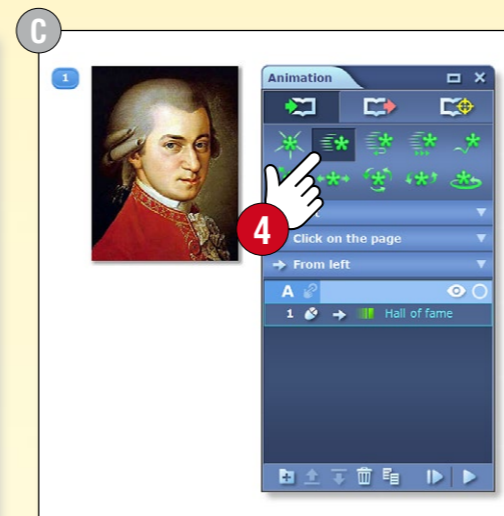 C
1
Animation
4
Click on the page
From left
A
1 Hall of fame